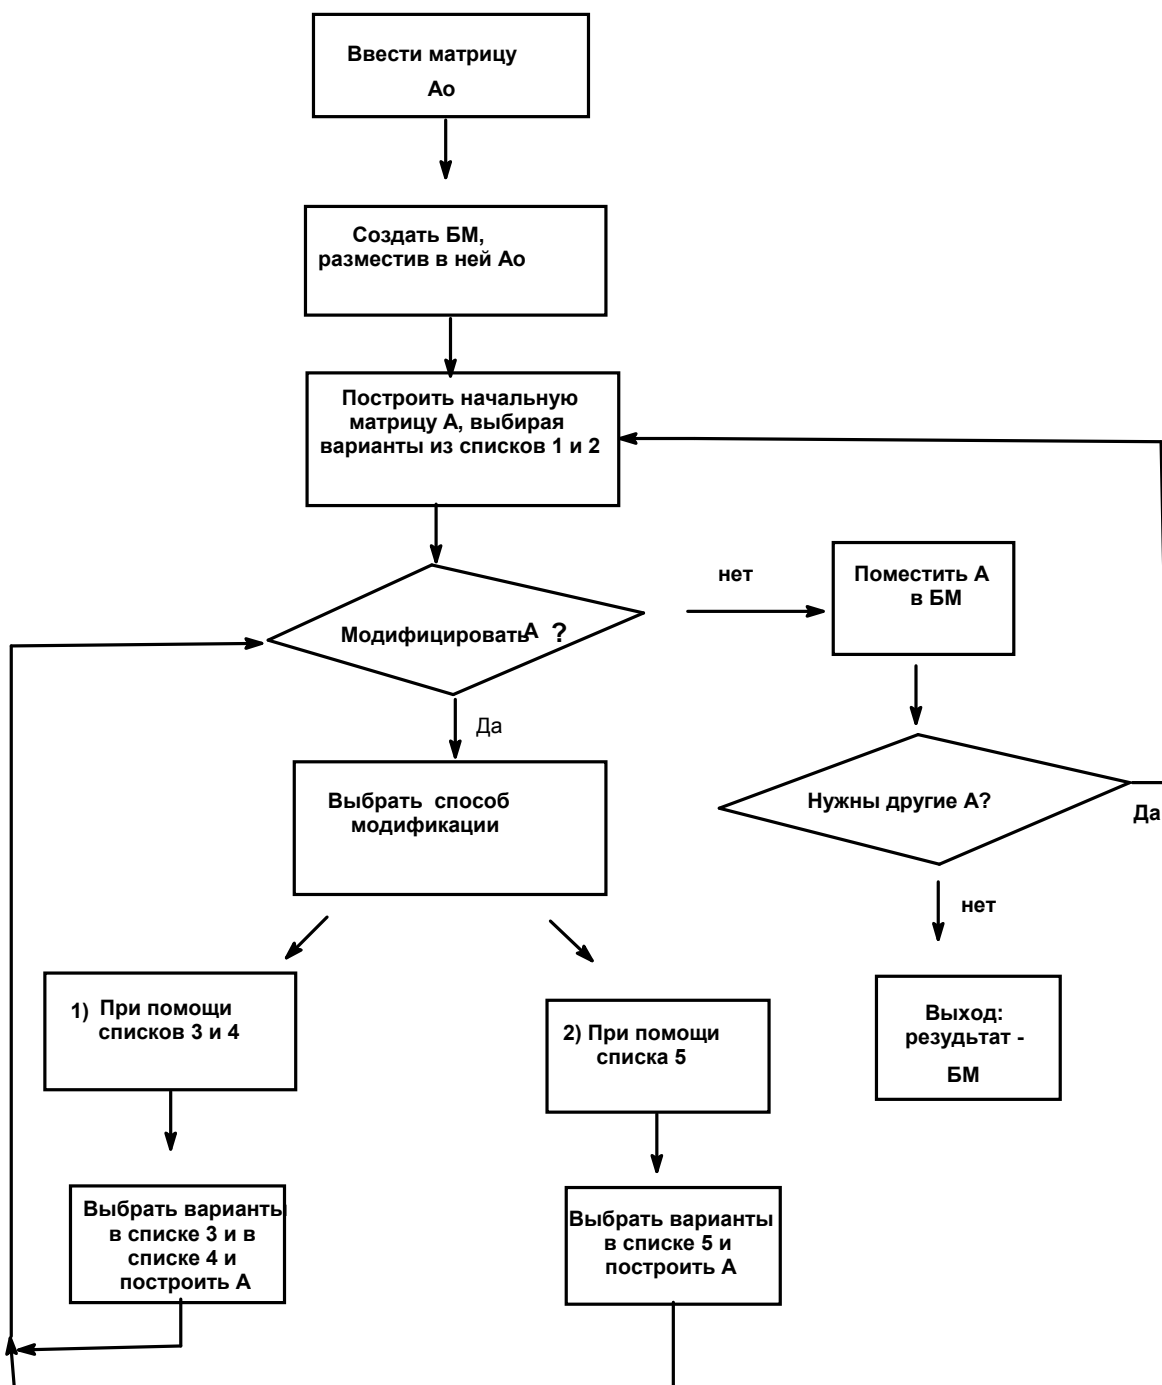 Ввести матрицу
Ао
Создать БМ,
разместив в ней Ао
Построить начальную
матрицу А, выбирая
варианты из списков 1 и 2
Модифицировать А ?
нет
Поместить А
в БМ
Да
Выбрать способ
модификации
Нужны другие А?
Да
нет
1) При помощи
списков 3 и 4
2) При помощи
списка 5
Выход:
резудьтат -
БМ
Выбрать варианты
в списке 3 и в
списке 4 и
построить А
Выбрать варианты
в списке 5 и
построить А